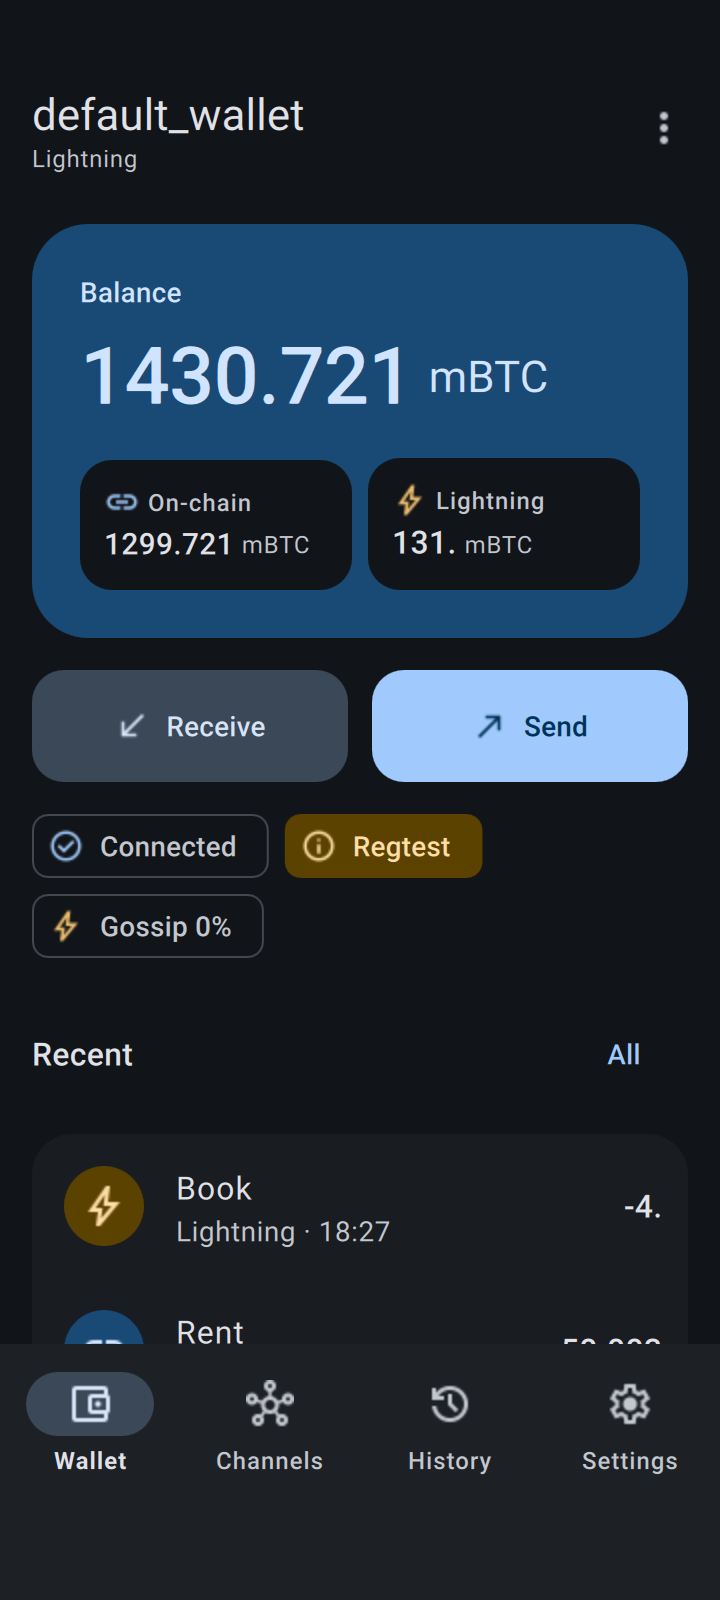 default_wallet
Lightning
Balance
1430.721 mBTC
On-chain
1299.721 mBTC
Lightning
131. mBTC
Receive
Send
Connected
Regtest
Gossip 0%
Recent
All
Book
Lightning · 18:27
-4.
Rent
Wallet
Channels
History
Settings